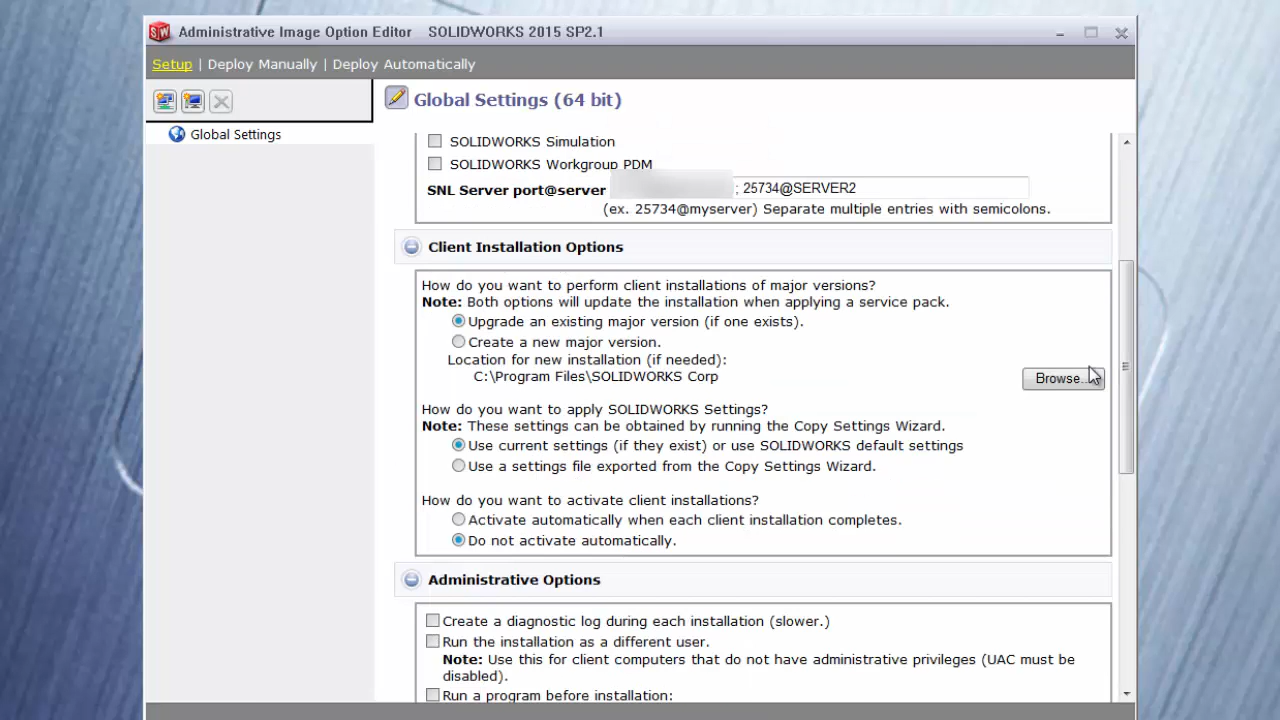 SW Administrative Image Option Editor SOLIDWORKS 2015 SP2.1
Setup | Deploy Manually | Deploy Automatically
Global Settings (64 bit)
Global Settings
SOLIDWORKS Simulation
SOLIDWORKS Workgroup PDM
SNL Server port@server ; 25734@SERVER2
(ex. 25734@myserver) Separate multiple entries with semicolons.
Client Installation Options
How do you want to perform client installations of major versions?
Note: Both options will update the installation when applying a service pack.
Upgrade an existing major version (if one exists).
Create a new major version.
Location for new installation (if needed):
C:\Program Files\SOLIDWORKS Corp
Browse...
How do you want to apply SOLIDWORKS Settings?
Note: These settings can be obtained by running the Copy Settings Wizard.
Use current settings (if they exist) or use SOLIDWORKS default settings
Use a settings file exported from the Copy Settings Wizard.
How do you want to activate client installations?
Activate automatically when each client installation completes.
Do not activate automatically.
Administrative Options
Create a diagnostic log during each installation (slower.)
Run the installation as a different user.
Note: Use this for client computers that do not have administrative privileges (UAC must be
disabled).
Run a program before installation: